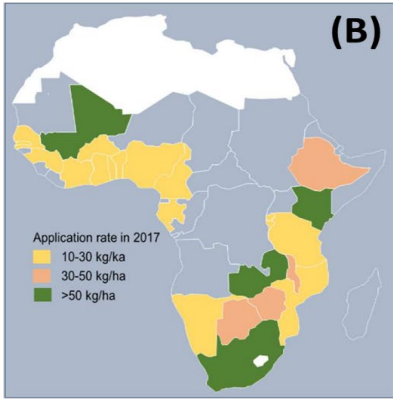 (B)
Application rate in 2017
10-30 kg/ka
30-50 kg/ha
>50 kg/ha